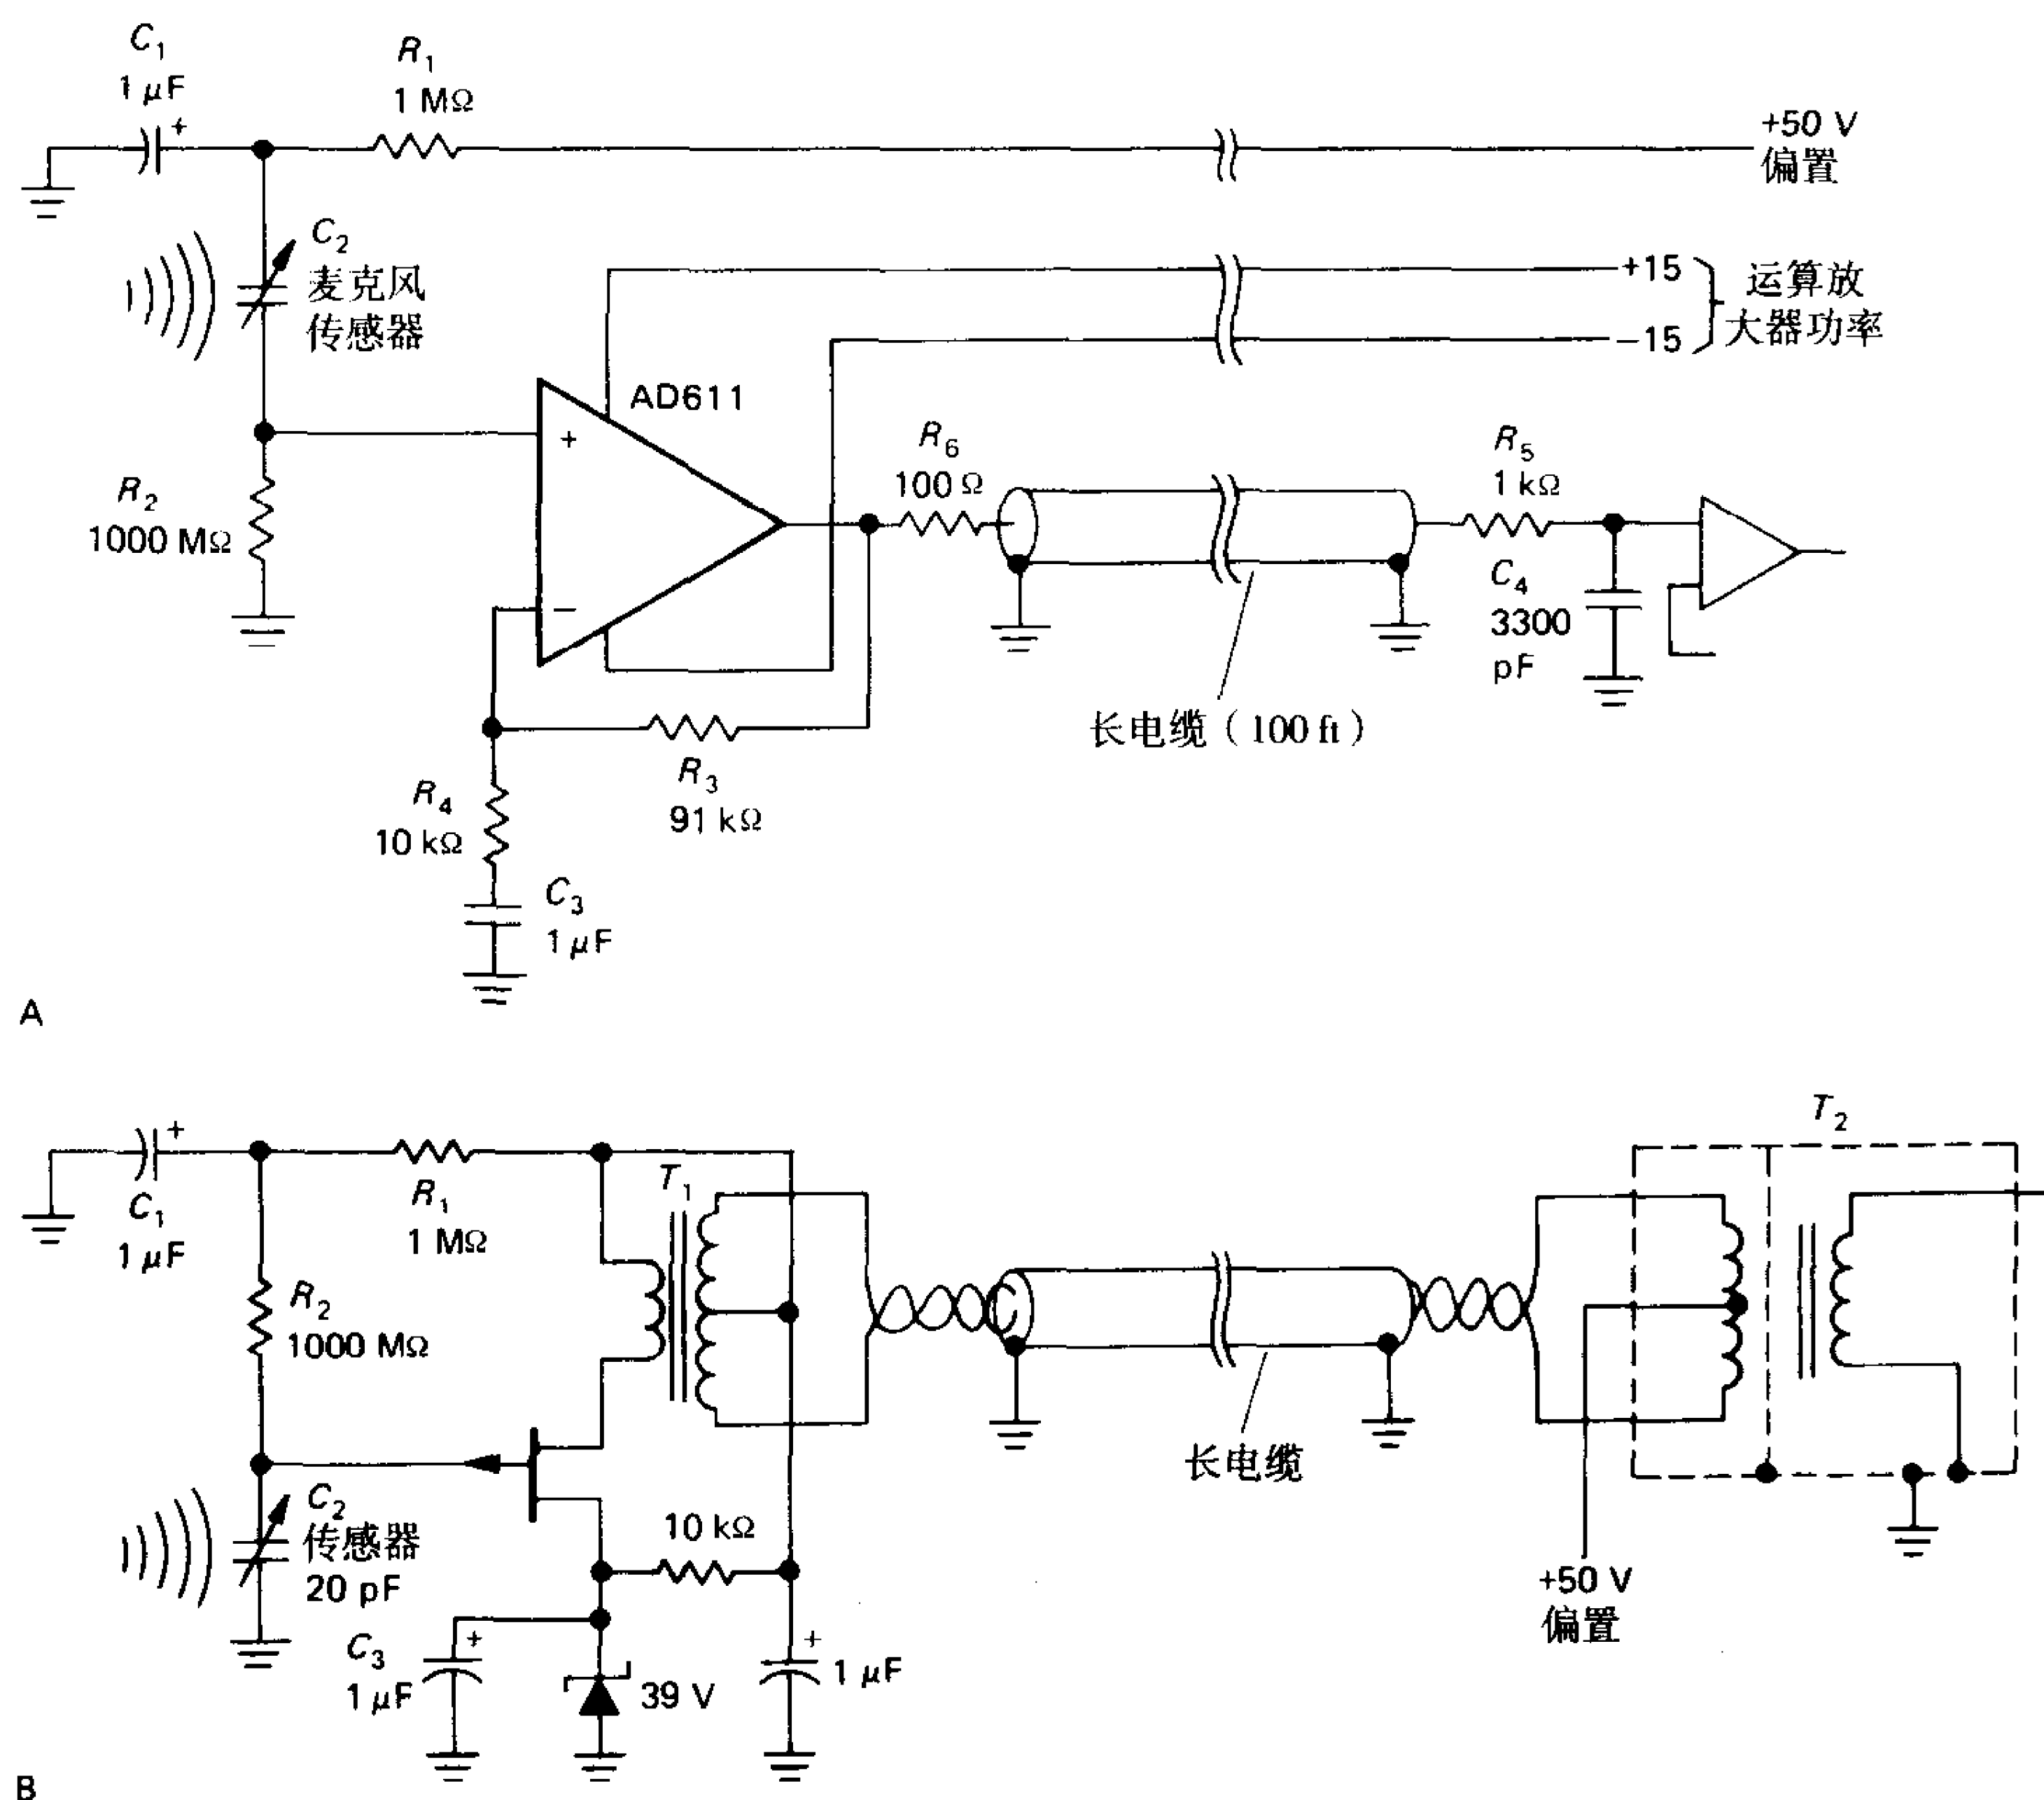 C1
1 μF
R1
1 MΩ
+50 V
偏置
C2
麦克风
传感器
+15
-15
运算放
大器功率
AD611
+
−
R2
1000 MΩ
R6
100 Ω
R5
1 kΩ
C4
3300
pF
长电缆（100 ft）
R3
91 kΩ
R4
10 kΩ
C3
1 μF
A
+
C1
1 μF
R1
1 MΩ
T1
T2
R2
1000 MΩ
C2
传感器
20 pF
长电缆
10 kΩ
+50 V
偏置
C3
1 μF
+
39 V
+
1 μF
B